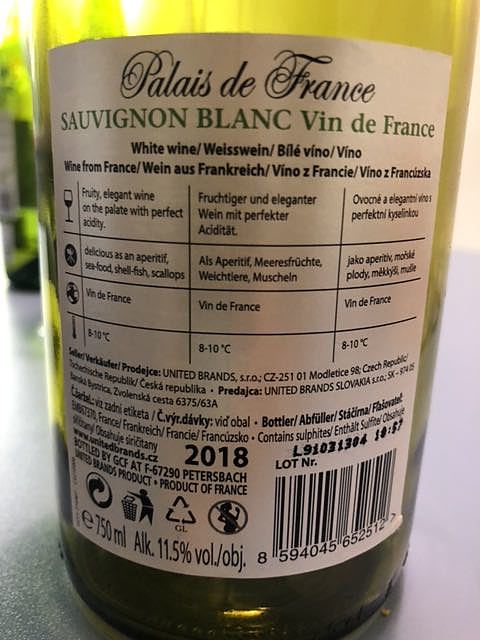 Palais de France
SAUVIGNON BLANC Vin de France
White wine/ Weisswein/ Bílé víno/ Víno
Wine from France/ Wein aus Frankreich/ Víno z Francie/ Víno z Francúzska
Fruity, elegant wine
on the palate with perfect
acidity.
Fruchtiger und eleganter
Wein mit perfekter
Acidität.
Ovocné a elegantní víno s
perfektní kyselinkou
delicious as an aperitif,
sea-food, shell-fish, scallops
Als Aperitif, Meeresfrüchte,
Weichtiere, Muscheln
jako aperitiv, mořské
plody, měkkýši, mušle
Vin de France
Vin de France
Vin de France
8-10 °C
8-10 °C
8-10 °C
Seller/ Verkäufer/ Prodejce: UNITED BRANDS, s.r.o.; CZ-251 01 Modletice 98; Czech Republic/
Tschechische Republik/ Česká republika • Predajca: UNITED BRANDS SLOVAKIA s.r.o.; SK – 974 05
Banská Bystrica, Zvolenská cesta 6375/63A
Č.šarže: viz zadní etiketa / Č.výr.dávky: viď obal • Bottler/ Abfüller/ Stáčírna/ Fľašovateľ:
EMB67370, France/ Frankreich/ Francie/ Francúzsko • Contains sulphites/ Enthält Sulfite/ Obsahuje
siřičitany/ Obsahuje siričitany
www.unitedbrands.cz
BOTTLED BY GCF AT F-67290 PETERSBACH
UNITED BRANDS PRODUCT • PRODUCT OF FRANCE
2018
L91031304 10:57
LOT Nr.
GL
e 750 ml Alk. 11.5% vol./obj.
8 594045 652512